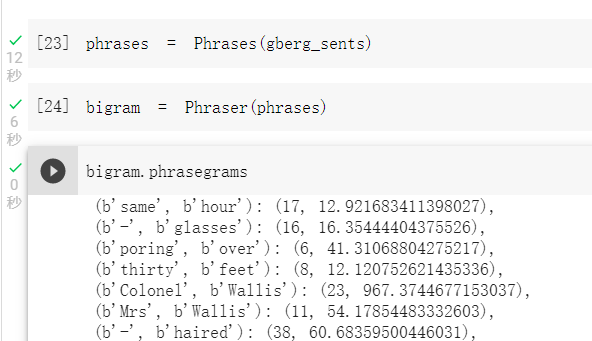 [23] phrases = Phrases(gberg_sents)
12
秒
[24] bigram = Phraser(phrases)
6
秒
bigram.phrasegrams
0
秒
(b'same', b'hour'): (17, 12.921683411398027),
(b'-', b'glasses'): (16, 16.35444404375526),
(b'poring', b'over'): (6, 41.31068804275217),
(b'thirty', b'feet'): (8, 12.120752621435336),
(b'Colonel', b'Wallis'): (23, 967.3744677153037),
(b'Mrs', b'Wallis'): (11, 54.17854483332603),
(b'-', b'haired'): (38, 60.68359500446031),